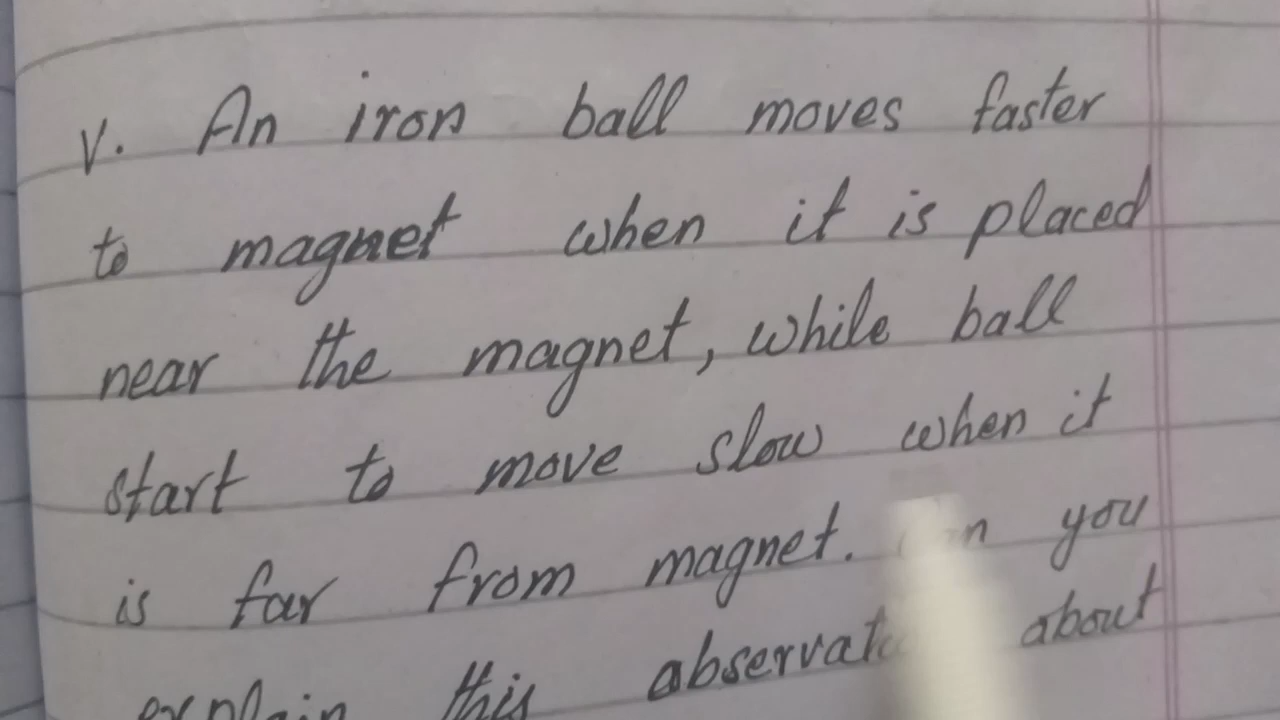 V. An iron ball moves faster
to magnet when it is placed
near the magnet, while ball
start to move slow when it
is far from magnet. you
explain this about